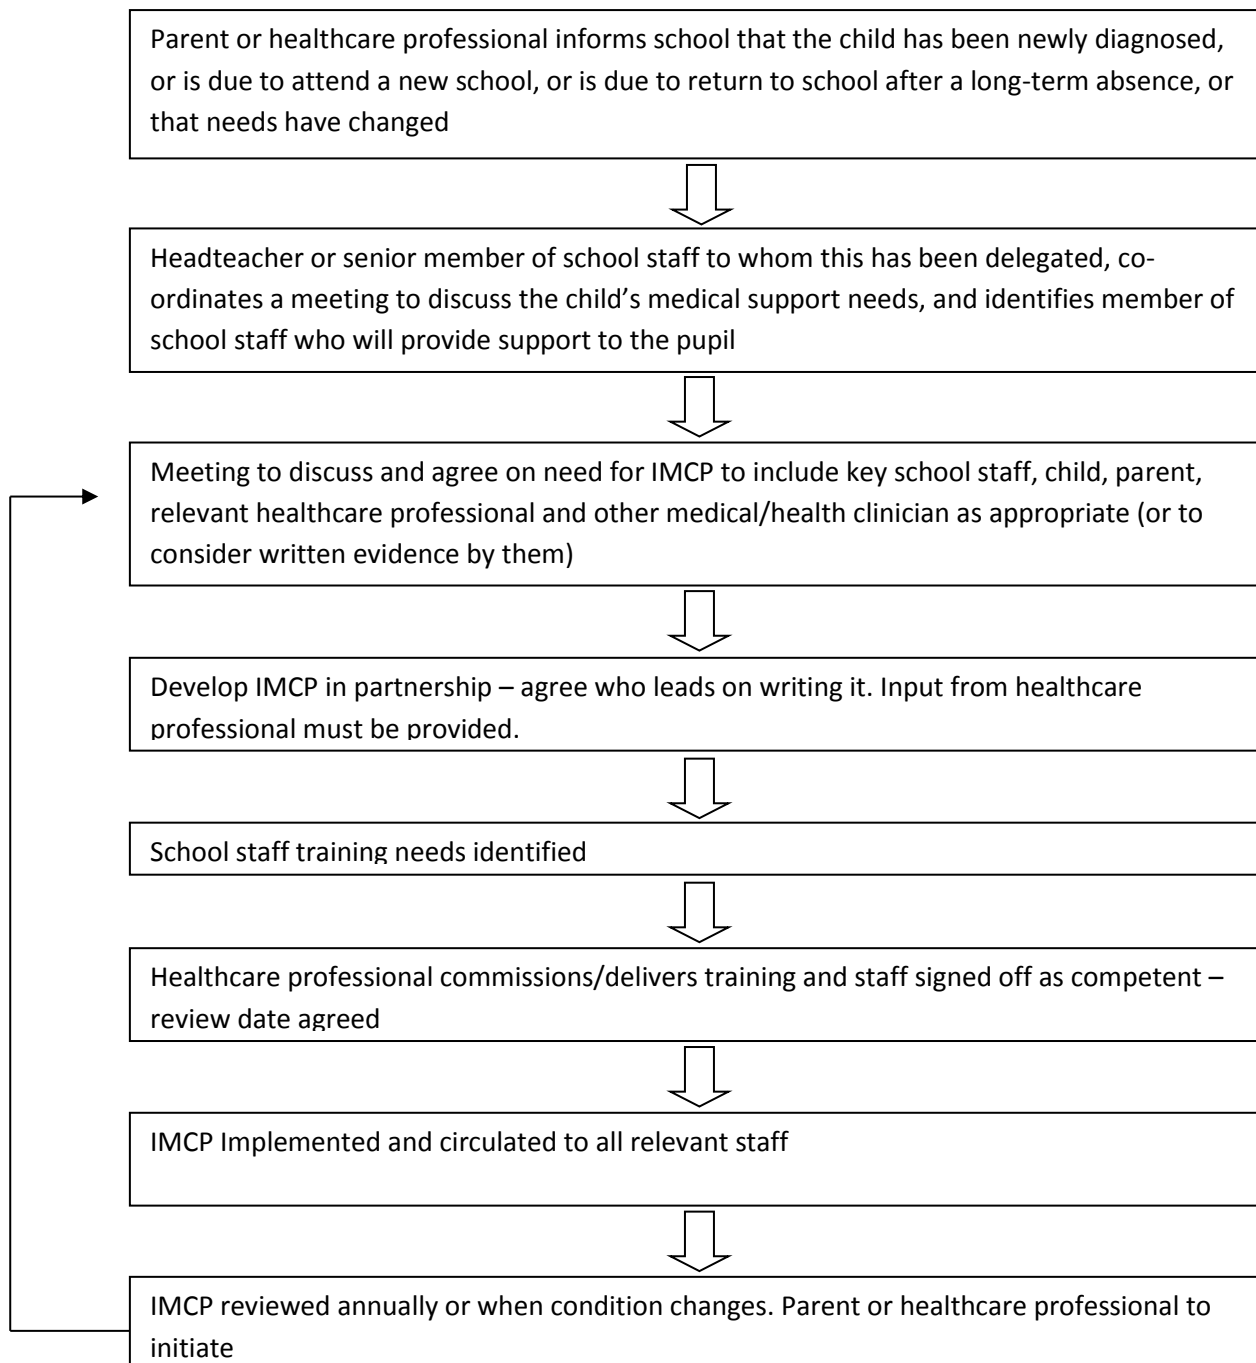 Parent or healthcare professional informs school that the child has been newly diagnosed,
or is due to attend a new school, or is due to return to school after a long-term absence, or
that needs have changed
Headteacher or senior member of school staff to whom this has been delegated, co-
ordinates a meeting to discuss the child’s medical support needs, and identifies member of
school staff who will provide support to the pupil
Meeting to discuss and agree on need for IMCP to include key school staff, child, parent,
relevant healthcare professional and other medical/health clinician as appropriate (or to
consider written evidence by them)
Develop IMCP in partnership – agree who leads on writing it. Input from healthcare
professional must be provided.
School staff training needs identified
Healthcare professional commissions/delivers training and staff signed off as competent –
review date agreed
IMCP Implemented and circulated to all relevant staff
IMCP reviewed annually or when condition changes. Parent or healthcare professional to
initiate